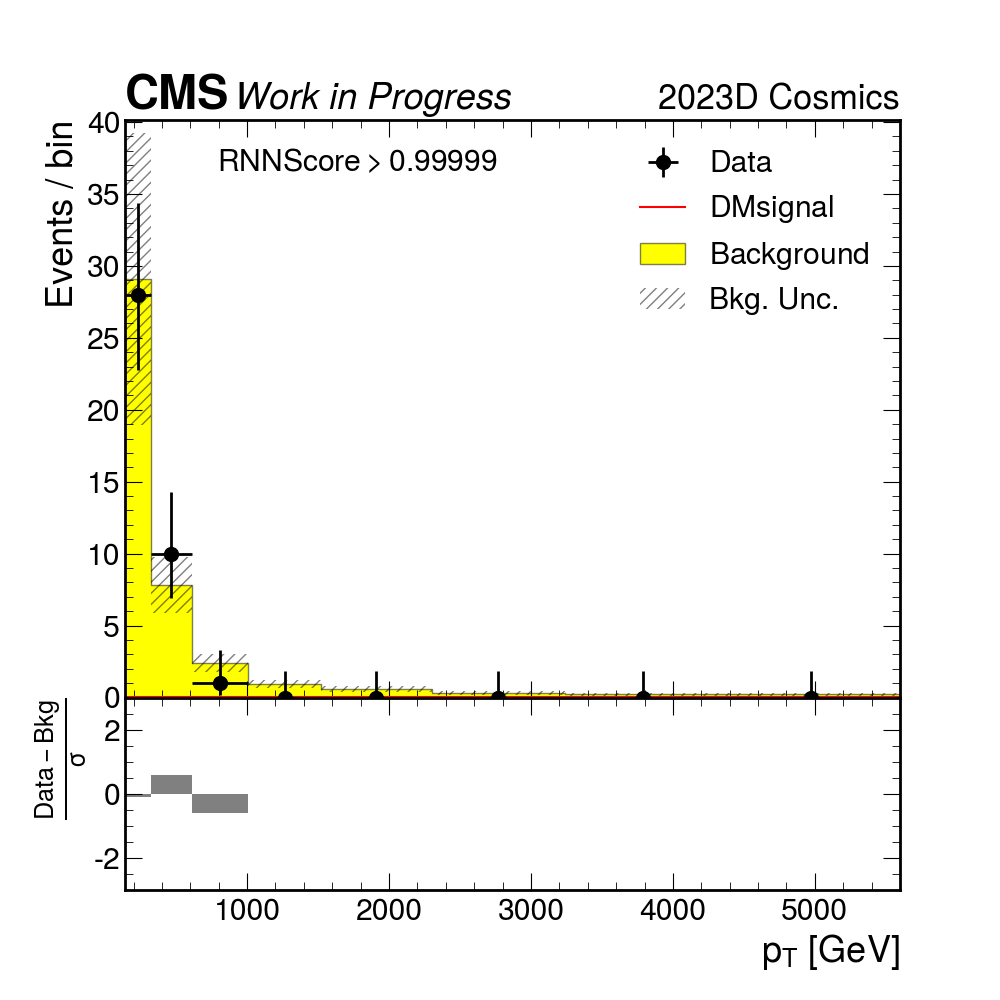 CMS Work in Progress 2023D Cosmics
Events / bin
40
35
30
25
20
15
10
5
0
RNNScore > 0.99999
Data
DMsignal
Background
Bkg. Unc.
Data – Bkg
σ
2
0
-2
1000 2000 3000 4000 5000
pT [GeV]